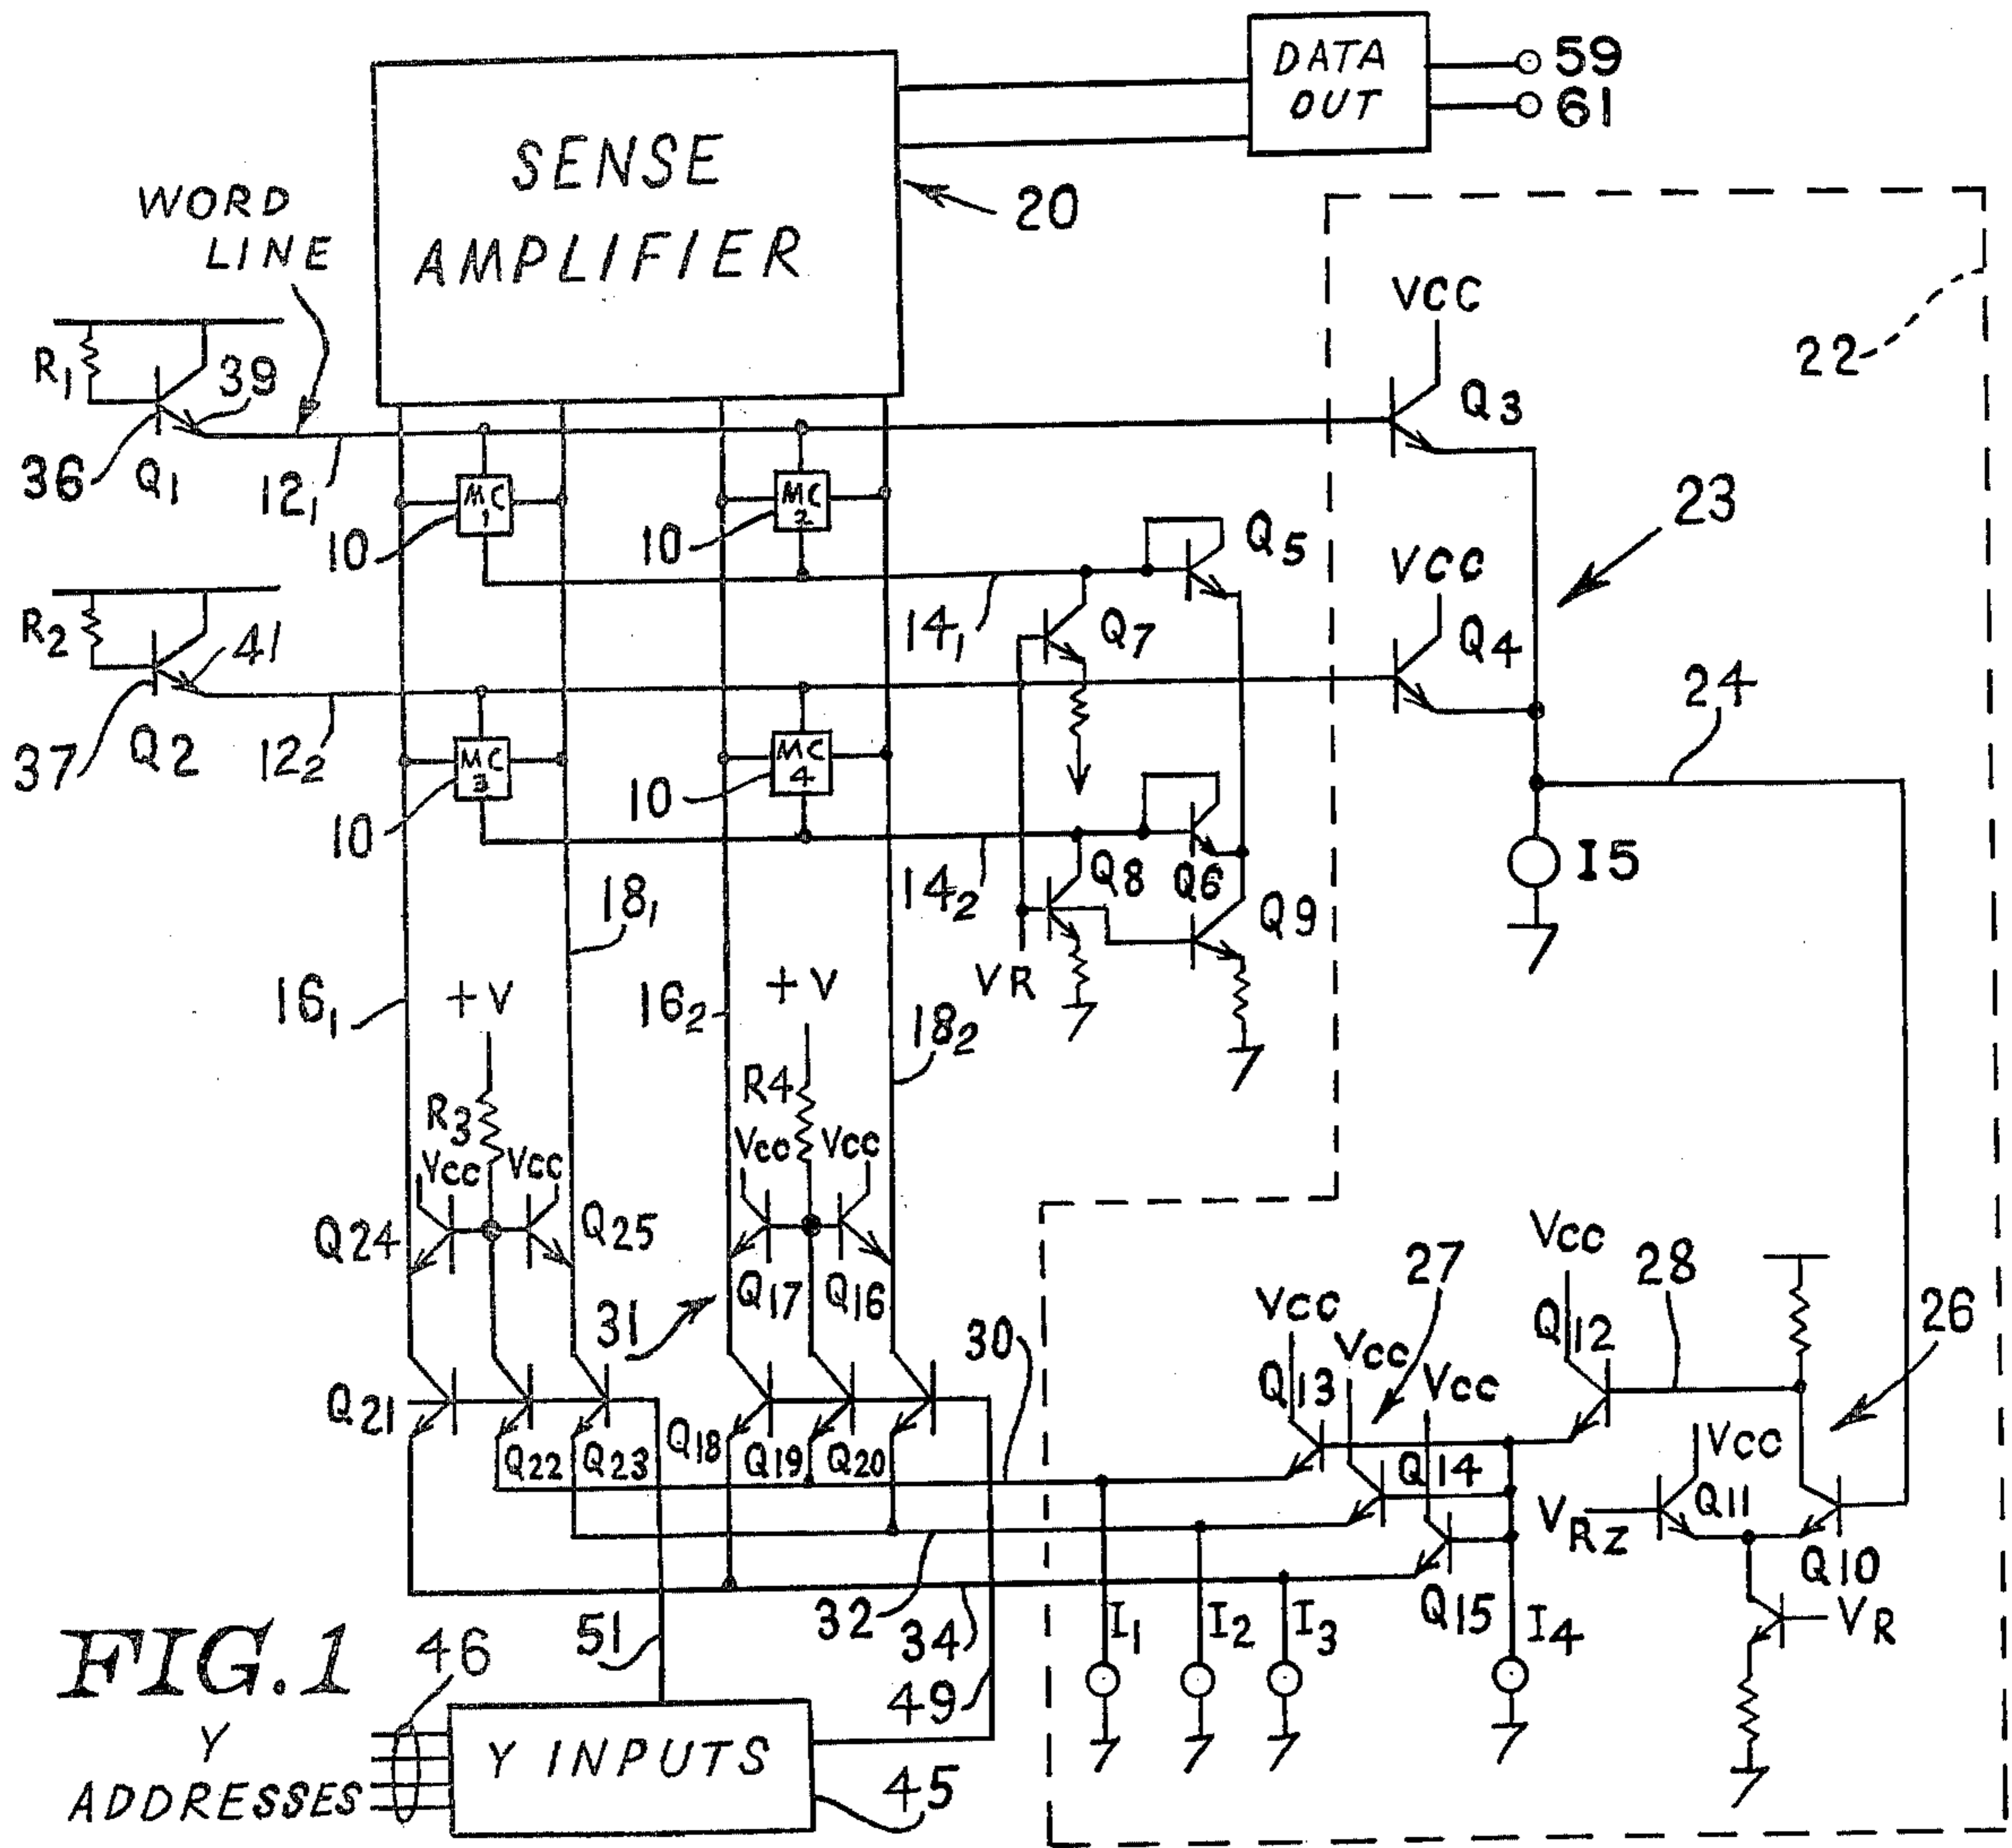 DATA
OUT
59
61
SENSE
AMPLIFIER
20
WORD
LINE
22
VCC
R1
39
Q3
36
Q1
12₁
MC
1
MC
2
10
10
23
Q5
VCC
R2
41
14₁
Q7
Q4
24
37
Q2
12₂
MC
3
MC
4
10
10
I5
14₂
Q8
Q6
Q9
18₁
VR
16₁
+V
16₂
+V
18₂
R3
R4
Vcc
Vcc
Vcc
Vcc
Q24
Q25
Q17
Q16
31
30
Vcc
27
28
26
Vcc
Vcc
Vcc
Q12
Q13
Q14
Q21
Q22
Q23
Q18
Q19
Q20
Vcc
Q11
VRZ
Q10
Q15
VR
32
34
I1
I2
I3
I4
51
49
FIG.1
46
Y
ADDRESSES
Y INPUTS
45